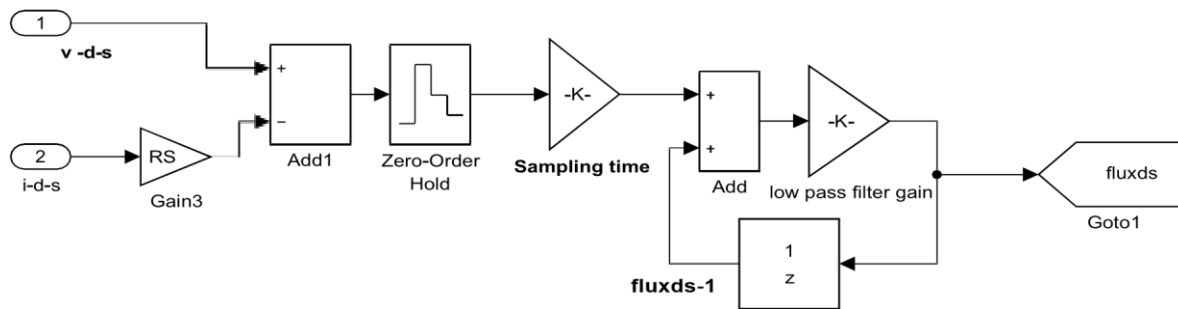 1
v -d-s
2
i-d-s
RS
Gain3
+
−
Add1
Zero-Order
Hold
-K-
Sampling time
+
+
Add
-K-
low pass filter gain
1
z
fluxds-1
fluxds
Goto1